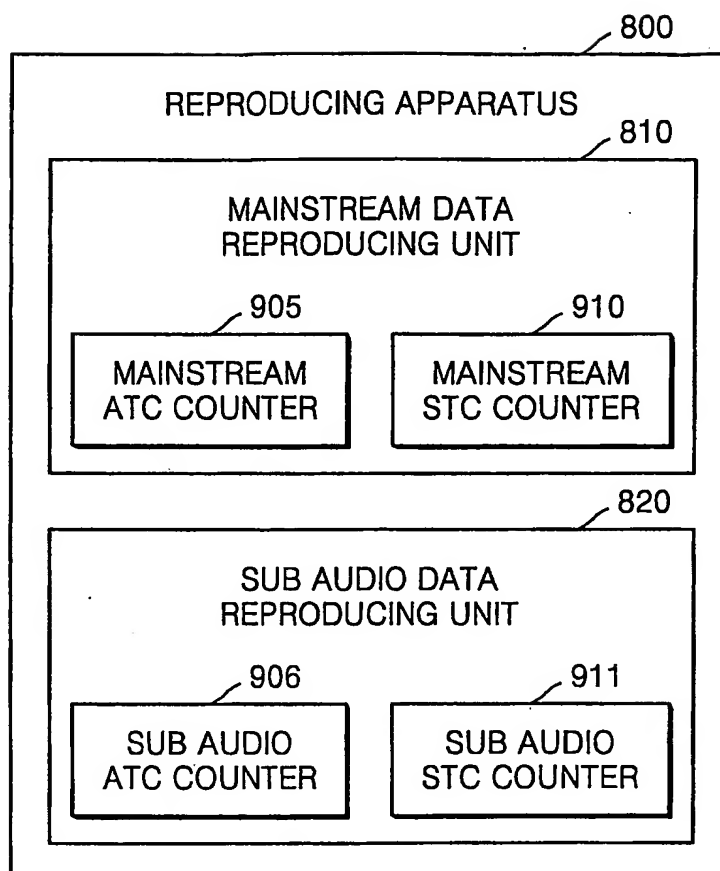 800
REPRODUCING APPARATUS
810
MAINSTREAM DATA
REPRODUCING UNIT
905
910
MAINSTREAM
ATC COUNTER
MAINSTREAM
STC COUNTER
820
SUB AUDIO DATA
REPRODUCING UNIT
906
911
SUB AUDIO
ATC COUNTER
SUB AUDIO
STC COUNTER